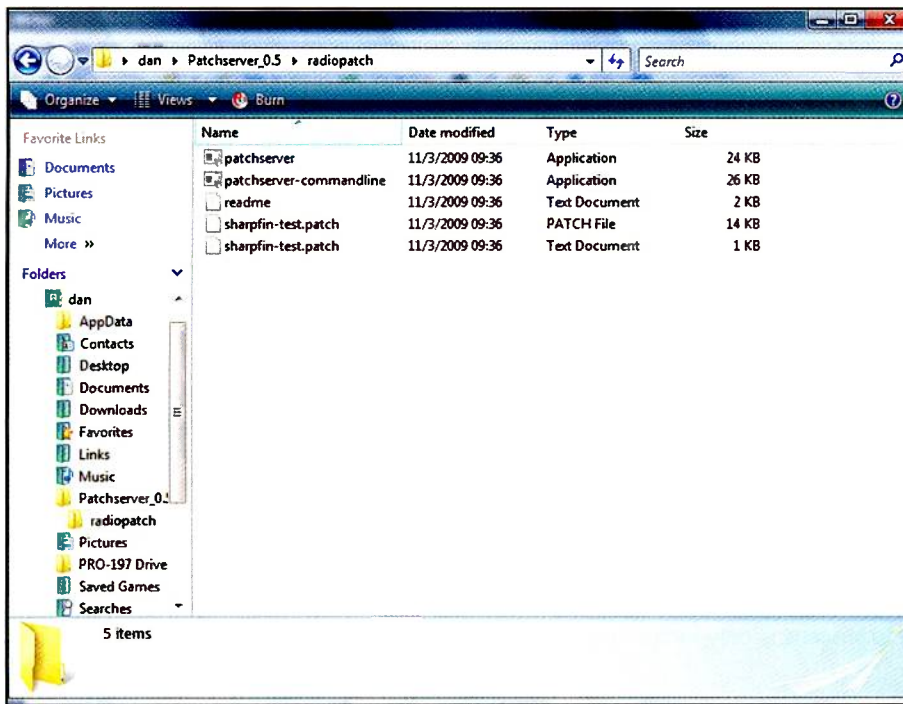 dan Patchserver_0.5 radiopatch Search
Organize Views Burn
Favorite Links
Documents
Pictures
Music
More »
Folders
dan
AppData
Contacts
Desktop
Documents
Downloads
Favorites
Links
Music
Patchserver_0.5
radiopatch
Pictures
PRO-197 Drive
Saved Games
Searches
Name Date modified Type Size
patchserver 11/3/2009 09:36 Application 24 KB
patchserver-commandline 11/3/2009 09:36 Application 26 KB
readme 11/3/2009 09:36 Text Document 2 KB
sharpfin-test.patch 11/3/2009 09:36 PATCH File 14 KB
sharpfin-test.patch 11/3/2009 09:36 Text Document 1 KB
5 items